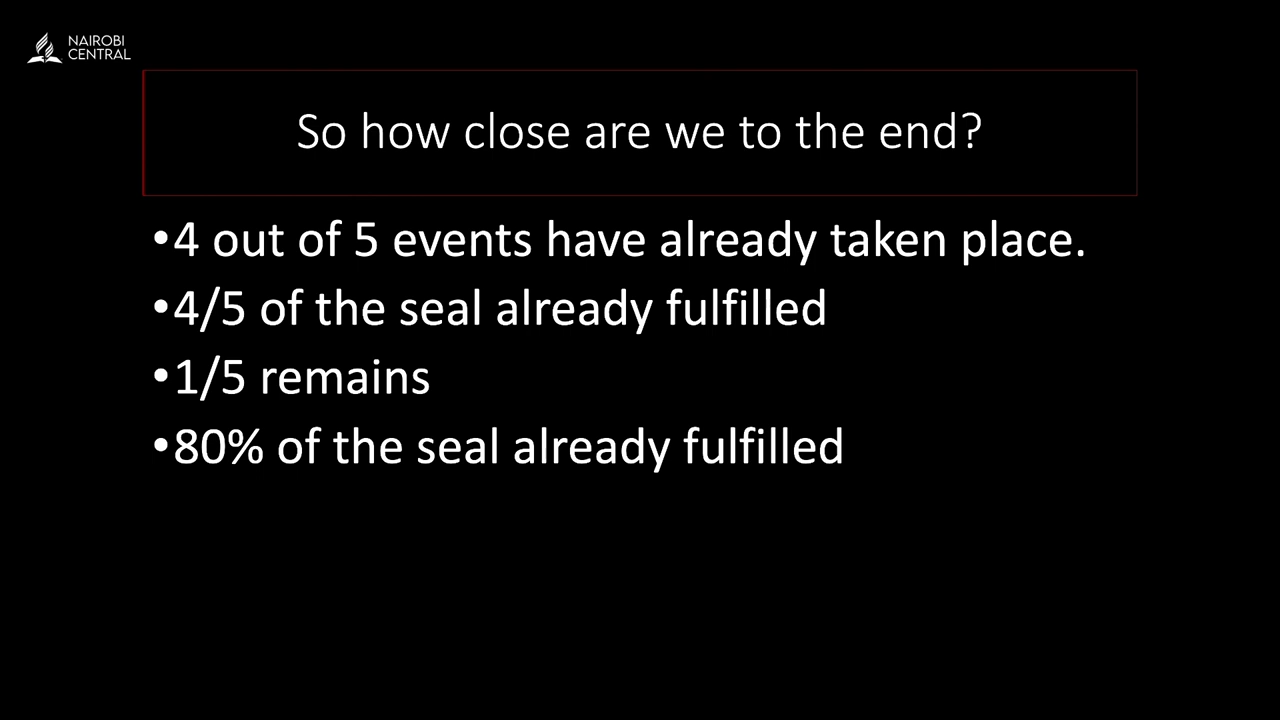 NAIROBI
CENTRAL
So how close are we to the end?
•4 out of 5 events have already taken place.
•4/5 of the seal already fulfilled
•1/5 remains
•80% of the seal already fulfilled